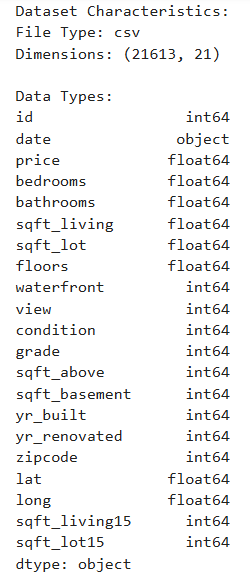 Dataset Characteristics:
File Type: csv
Dimensions: (21613, 21)
Data Types:
id int64
date object
price float64
bedrooms float64
bathrooms float64
sqft_living float64
sqft_lot float64
floors float64
waterfront int64
view int64
condition int64
grade int64
sqft_above int64
sqft_basement int64
yr_built int64
yr_renovated int64
zipcode int64
lat float64
long float64
sqft_living15 int64
sqft_lot15 int64
dtype: object